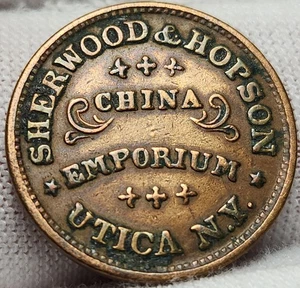 SHERWOOD & HOPSON
CHINA
EMPORIUM
UTICA N.Y.